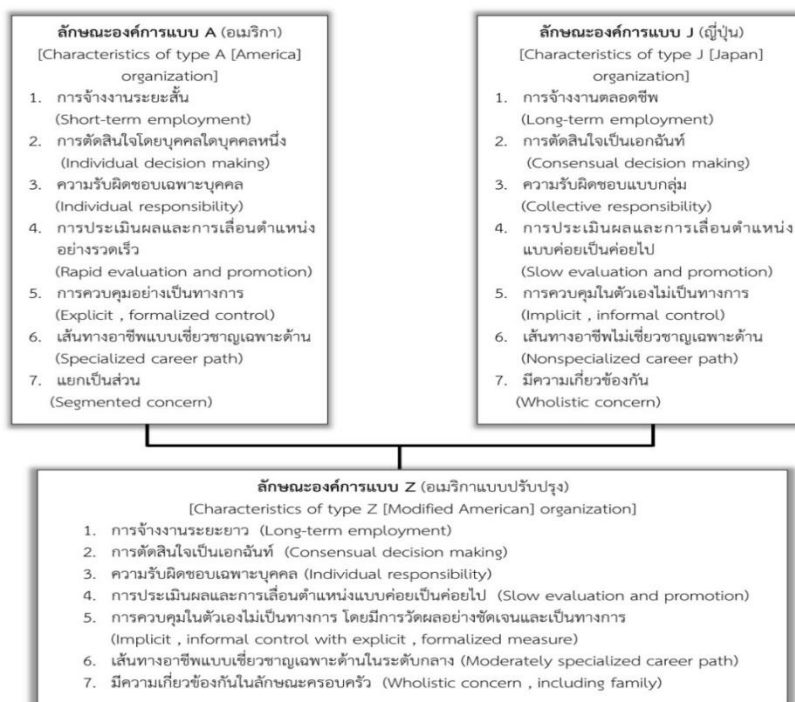 ลักษณะองค์การแบบ A (อเมริกา)
[Characteristics of type A [America]
organization]
1. การจ้างงานระยะสั้น
(Short-term employment)
2. การตัดสินใจโดยบุคคลใดบุคคลหนึ่ง
(Individual decision making)
3. ความรับผิดชอบเฉพาะบุคคล
(Individual responsibility)
4. การประเมินผลและการเลื่อนตำแหน่ง
อย่างรวดเร็ว
(Rapid evaluation and promotion)
5. การควบคุมอย่างเป็นทางการ
(Explicit , formalized control)
6. เส้นทางอาชีพแบบเชี่ยวชาญเฉพาะด้าน
(Specialized career path)
7. แยกเป็นส่วน
(Segmented concern)
ลักษณะองค์การแบบ J (ญี่ปุ่น)
[Characteristics of type J [Japan]
organization]
1. การจ้างงานตลอดชีพ
(Long-term employment)
2. การตัดสินใจเป็นเอกฉันท์
(Consensual decision making)
3. ความรับผิดชอบแบบกลุ่ม
(Collective responsibility)
4. การประเมินผลและการเลื่อนตำแหน่ง
แบบค่อยเป็นค่อยไป
(Slow evaluation and promotion)
5. การควบคุมในตัวเองไม่เป็นทางการ
(Implicit , informal control)
6. เส้นทางอาชีพไม่เชี่ยวชาญเฉพาะด้าน
(Nonspecialized career path)
7. มีความเกี่ยวข้องกัน
(Wholistic concern)
ลักษณะองค์การแบบ Z (อเมริกาแบบปรับปรุง)
[Characteristics of type Z [Modified American] organization]
1. การจ้างงานระยะยาว (Long-term employment)
2. การตัดสินใจเป็นเอกฉันท์ (Consensual decision making)
3. ความรับผิดชอบเฉพาะบุคคล (Individual responsibility)
4. การประเมินผลและการเลื่อนตำแหน่งแบบค่อยเป็นค่อยไป (Slow evaluation and promotion)
5. การควบคุมในตัวเองไม่เป็นทางการ โดยมีการวัดผลอย่างชัดเจนและเป็นทางการ
(Implicit , informal control with explicit , formalized measure)
6. เส้นทางอาชีพแบบเชี่ยวชาญเฉพาะด้านในระดับกลาง (Moderately specialized career path)
7. มีความเกี่ยวข้องกันในลักษณะครอบครัว (Wholistic concern , including family)